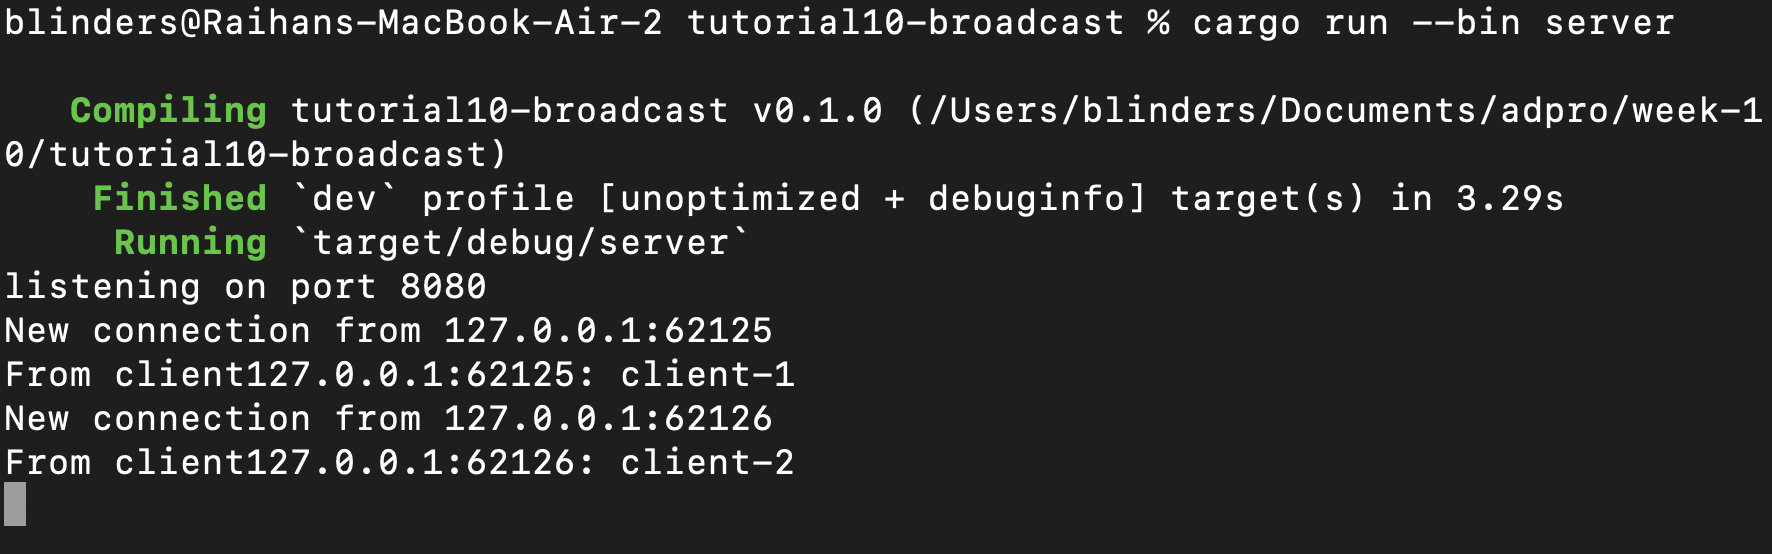 blinders@Raihans-MacBook-Air-2 tutorial10-broadcast % cargo run --bin server
Compiling tutorial10-broadcast v0.1.0 (/Users/blinders/Documents/adpro/week-1
0/tutorial10-broadcast)
Finished `dev` profile [unoptimized + debuginfo] target(s) in 3.29s
Running `target/debug/server`
listening on port 8080
New connection from 127.0.0.1:62125
From client127.0.0.1:62125: client-1
New connection from 127.0.0.1:62126
From client127.0.0.1:62126: client-2